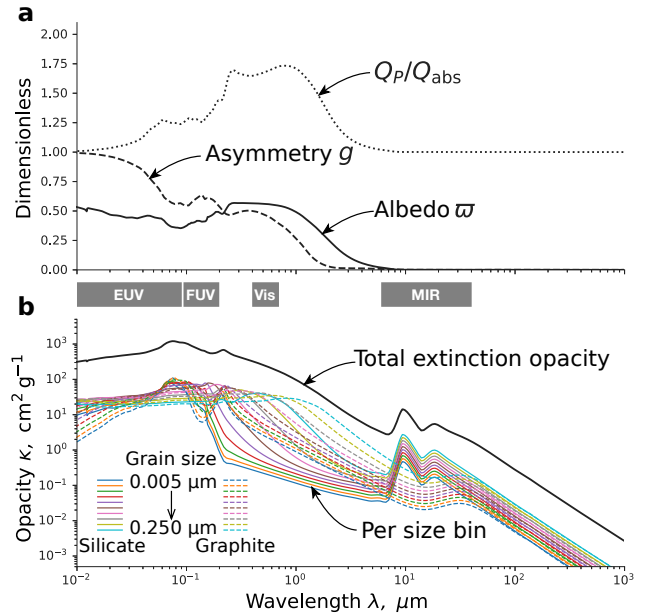 a
2.00
1.75
1.50
1.25
1.00
0.75
0.50
0.25
0.00
Dimensionless
Q_P/Q_abs
Asymmetry g
Albedo ϖ
EUV FUV Vis MIR
b
10³
10²
10¹
10⁰
10⁻¹
10⁻²
10⁻³
Opacity κ, cm² g⁻¹
Total extinction opacity
Grain size
0.005 μm
0.250 μm
Silicate Graphite
Per size bin
10⁻² 10⁻¹ 10⁰ 10¹ 10² 10³
Wavelength λ, μm